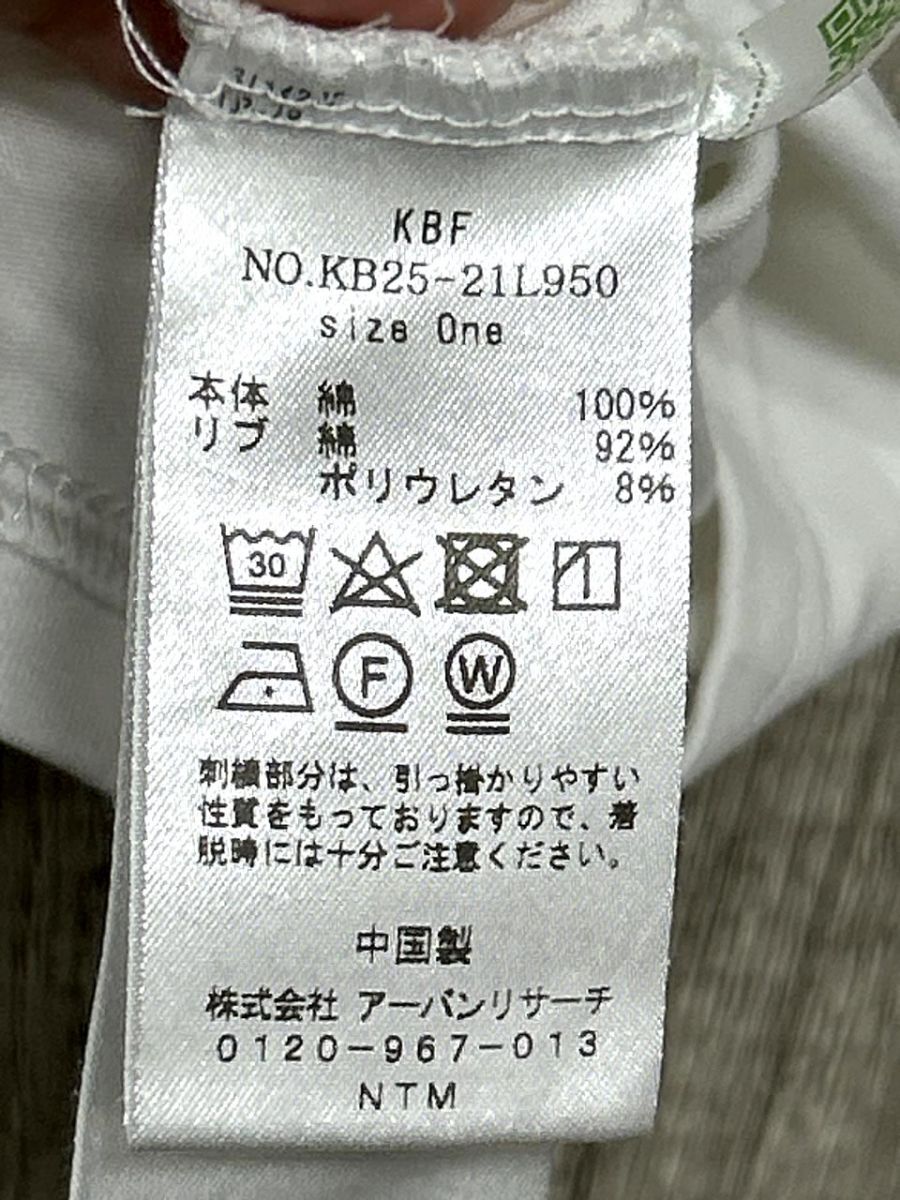 KBF
NO.KB25-21L950
size One
本体 綿 100%
リブ 綿 92%
ポリウレタン 8%
30
F W
刺繍部分は、引っ掛かりやすい
性質をもっておりますので、着
脱時には十分ご注意ください。
中国製
株式会社 アーバンリサーチ
0120-967-013
NTM